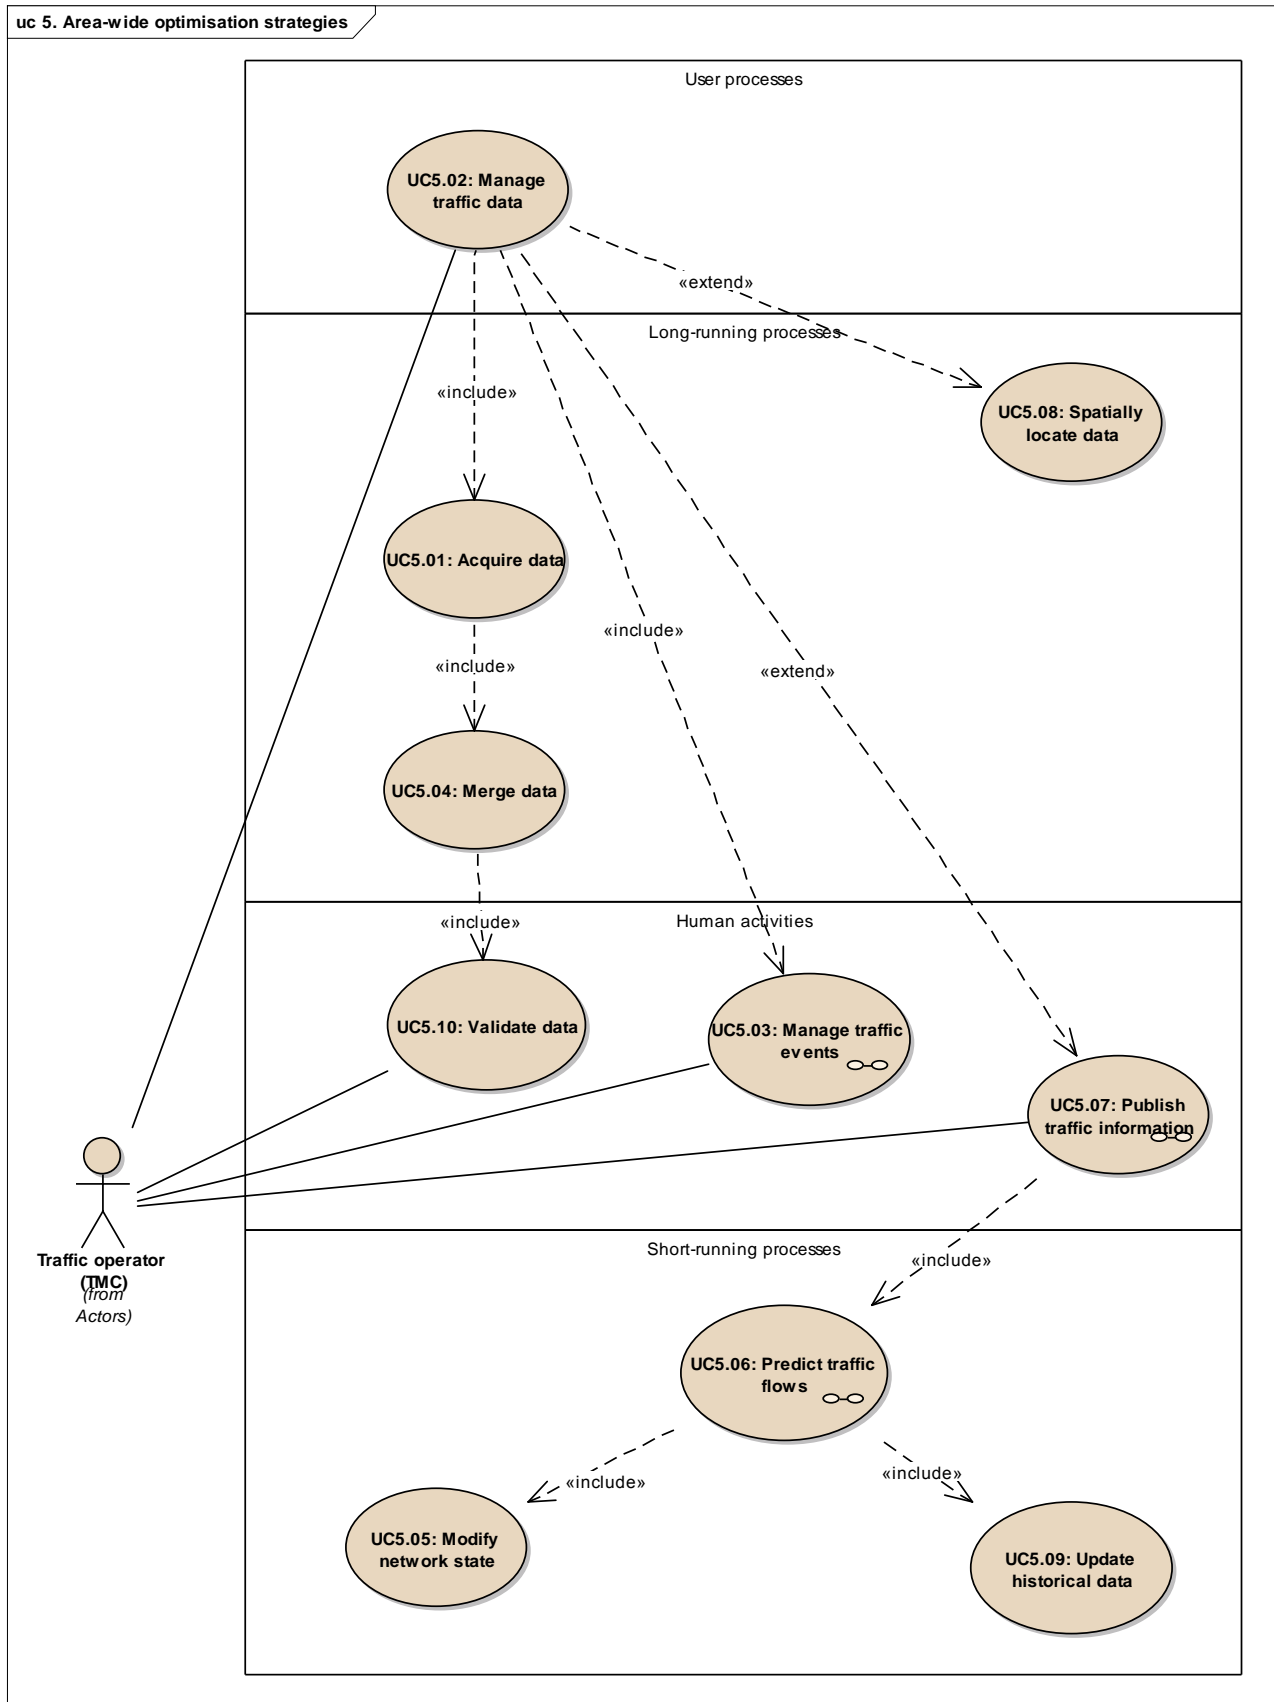 uc 5. Area-wide optimisation strategies
User processes
UC5.02: Manage
traffic data
«extend»
Long-running processes
«include»
UC5.08: Spatially
locate data
UC5.01: Acquire data
«include»
«include»
«extend»
UC5.04: Merge data
«include»
Human activities
UC5.10: Validate data
UC5.03: Manage traffic
events
UC5.07: Publish
traffic information
Traffic operator
(TMC)
(from
Actors)
Short-running processes
«include»
UC5.06: Predict traffic
flows
«include»
«include»
UC5.05: Modify
network state
UC5.09: Update
historical data